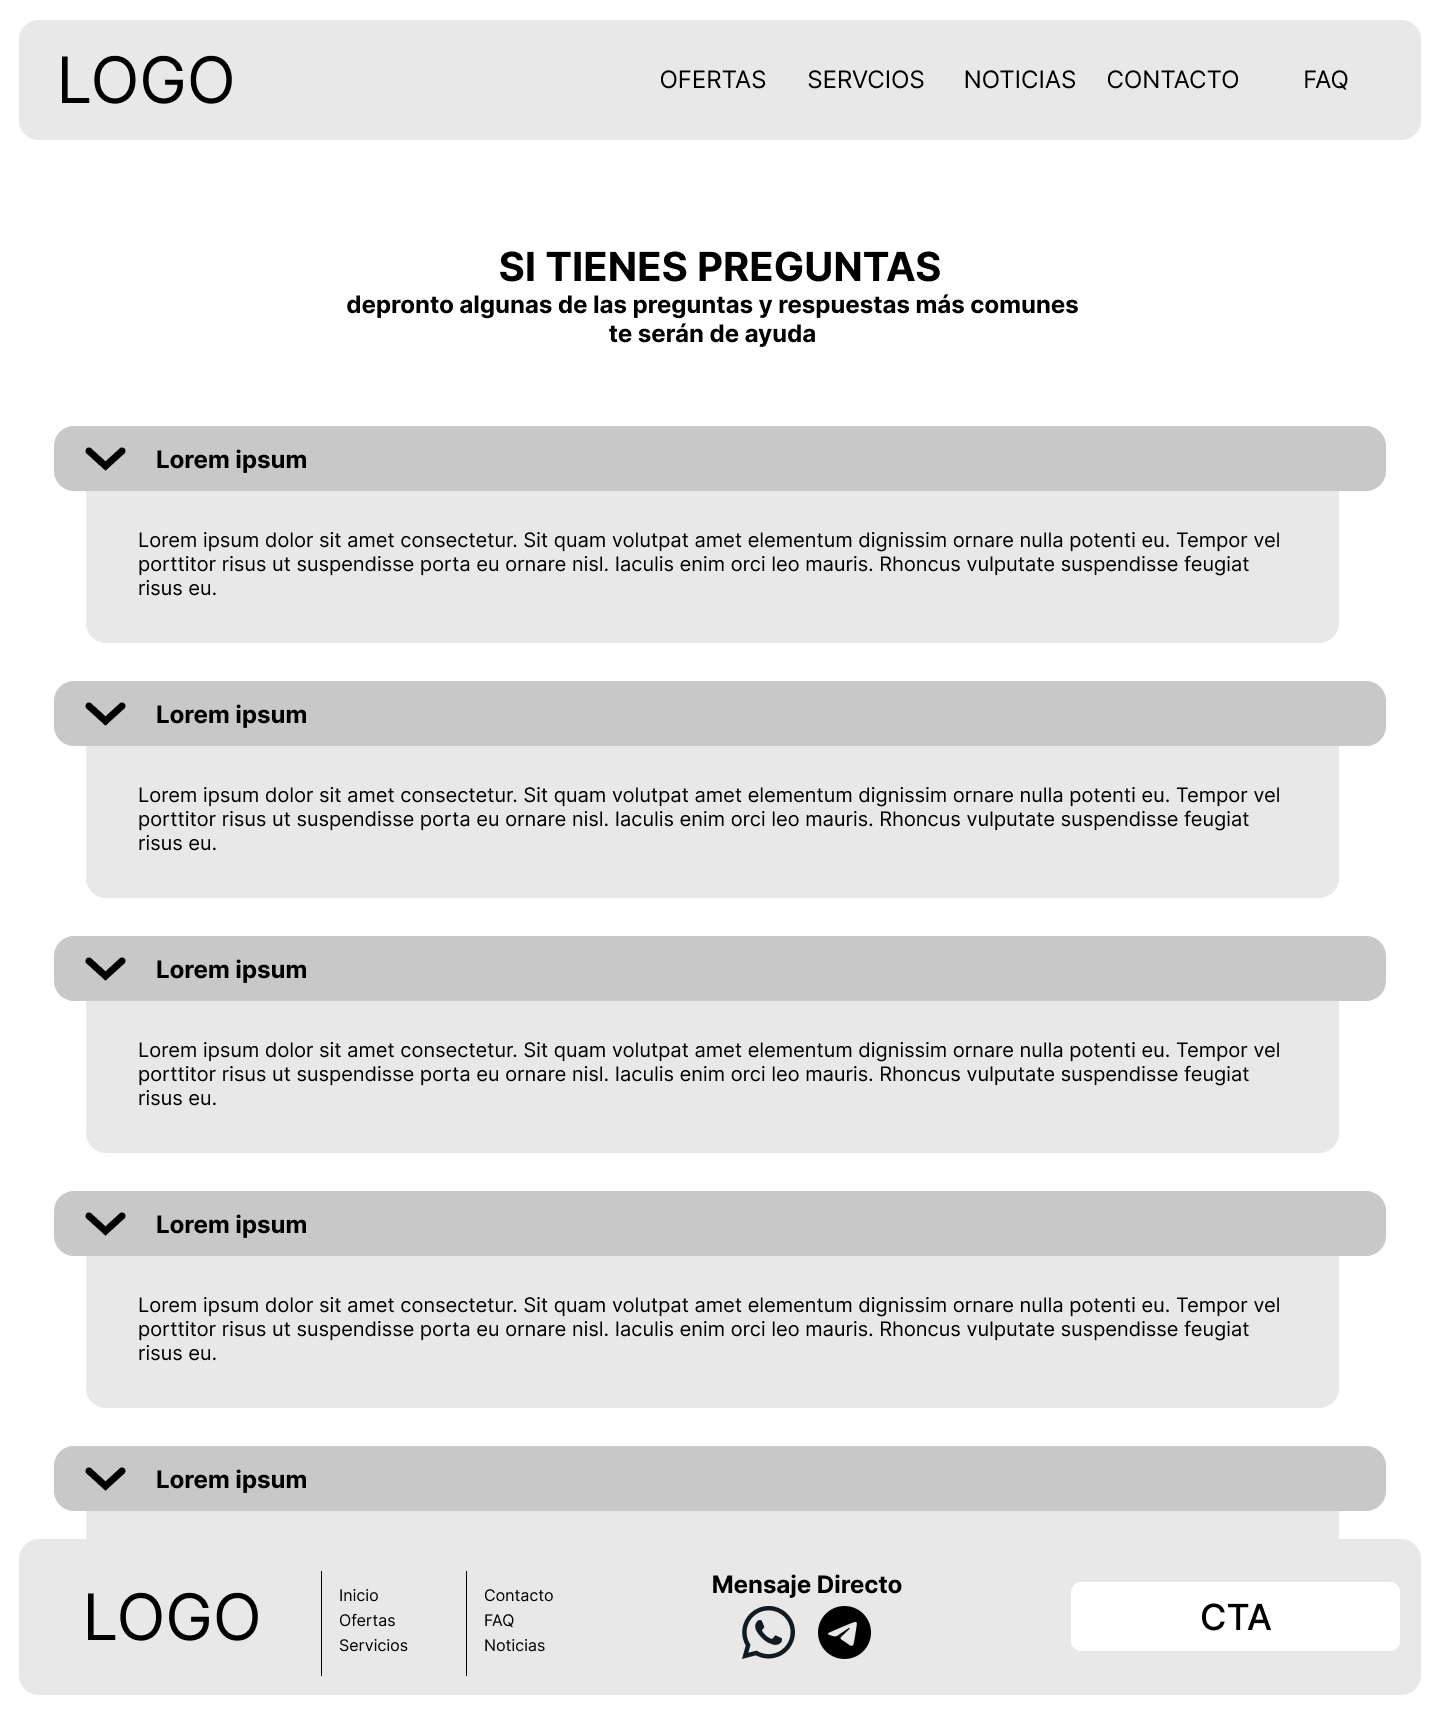 LOGO
OFERTAS SERVCIOS NOTICIAS CONTACTO FAQ
SI TIENES PREGUNTAS
depronto algunas de las preguntas y respuestas más comunes
te serán de ayuda
Lorem ipsum
Lorem ipsum dolor sit amet consectetur. Sit quam volutpat amet elementum dignissim ornare nulla potenti eu. Tempor vel
porttitor risus ut suspendisse porta eu ornare nisl. Iaculis enim orci leo mauris. Rhoncus vulputate suspendisse feugiat
risus eu.
Lorem ipsum
Lorem ipsum dolor sit amet consectetur. Sit quam volutpat amet elementum dignissim ornare nulla potenti eu. Tempor vel
porttitor risus ut suspendisse porta eu ornare nisl. Iaculis enim orci leo mauris. Rhoncus vulputate suspendisse feugiat
risus eu.
Lorem ipsum
Lorem ipsum dolor sit amet consectetur. Sit quam volutpat amet elementum dignissim ornare nulla potenti eu. Tempor vel
porttitor risus ut suspendisse porta eu ornare nisl. Iaculis enim orci leo mauris. Rhoncus vulputate suspendisse feugiat
risus eu.
Lorem ipsum
Lorem ipsum dolor sit amet consectetur. Sit quam volutpat amet elementum dignissim ornare nulla potenti eu. Tempor vel
porttitor risus ut suspendisse porta eu ornare nisl. Iaculis enim orci leo mauris. Rhoncus vulputate suspendisse feugiat
risus eu.
Lorem ipsum
LOGO
Inicio
Ofertas
Servicios
Contacto
FAQ
Noticias
Mensaje Directo
CTA